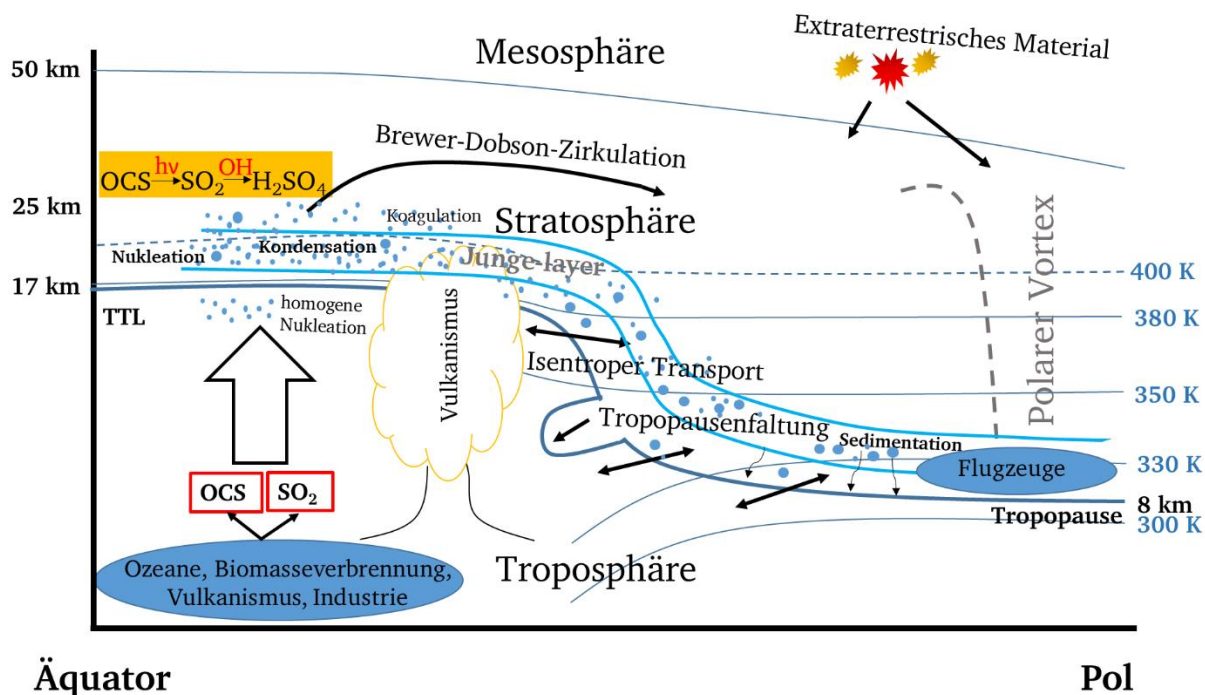 Extraterrestrisches Material
Mesosphäre
50 km
Brewer-Dobson-Zirkulation
hν OH
OCS → SO₂ → H₂SO₄
25 km
Koagulation
Stratosphäre
Nukleation
Kondensation
Junge-layer
400 K
17 km
TTL
homogene
Nukleation
380 K
Vulkanismus
Polarer Vortex
Isentroper Transport
350 K
Tropopausenfaltung
Sedimentation
330 K
Flugzeuge
OCS
SO₂
8 km
Tropopause
300 K
Ozeane, Biomasseverbrennung,
Vulkanismus, Industrie
Troposphäre
Äquator
Pol